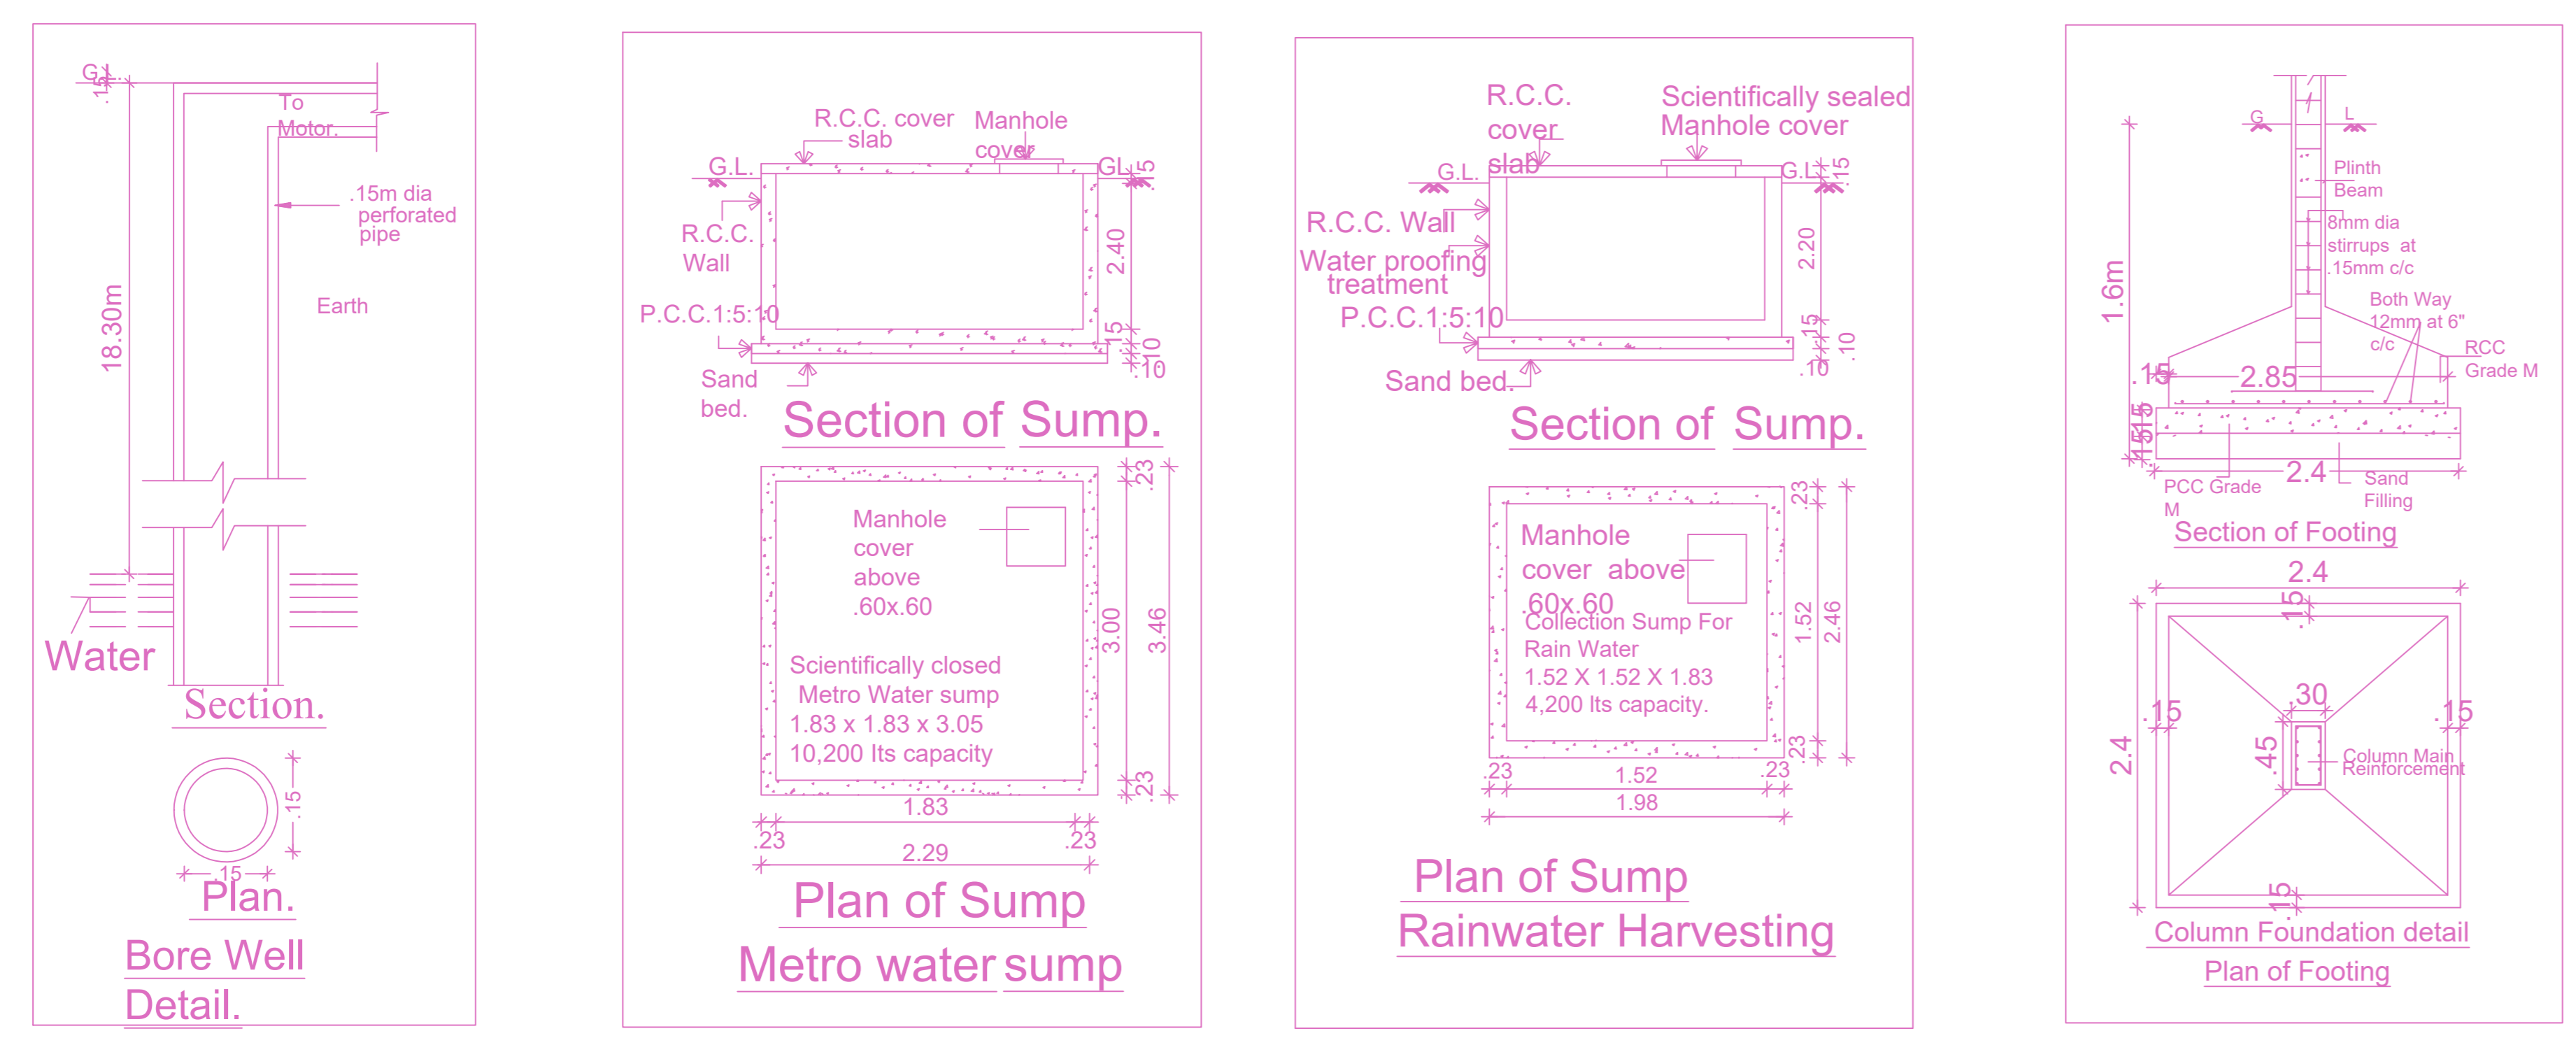 G.L.
.15
To
Motor.
.15m dia
perforated
pipe
Earth
18.30m
Water
Section.
.15
.15
Plan.
Bore Well
Detail.
R.C.C. cover
slab
Manhole
cover
G.L.
GL
.15
R.C.C.
Wall
2.40
P.C.C.1:5:10
.15
.10
.10
Sand
bed.
Section of Sump.
.23
Manhole
cover
above
.60x.60
3.00
3.46
Scientifically closed
Metro Water sump
1.83 x 1.83 x 3.05
10,200 lts capacity
.23
1.83
.23
.23
2.29
Plan of Sump
Metro water sump
R.C.C.
cover
slab
Scientifically sealed
Manhole cover
G.L.
G.L.
.15
R.C.C. Wall
Water proofing
treatment
2.20
P.C.C.1:5:10
.15
.10
.10
Sand bed.
Section of Sump.
.23
Manhole
cover above
.60x.60
Collection Sump For
Rain Water
1.52 X 1.52 X 1.83
4,200 lts capacity.
1.52
2.46
.23
.23
1.52
.23
1.98
Plan of Sump
Rainwater Harvesting
G
L
Plinth
Beam
8mm dia
stirrups at
.15mm c/c
1.6m
Both Way
12mm at 6"
c/c
RCC
Grade M
.15
2.85
.15
.15
2.4
PCC Grade
M
Sand
Filling
Section of Footing
2.4
.15
.30
.15
.15
2.4
.45
Column Main
Reinforcement
.15
Column Foundation detail
Plan of Footing